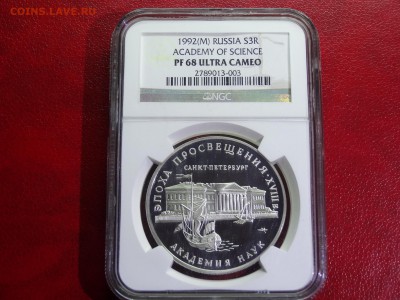 COINS.LAVE.RU
1992(M) RUSSIA S3R
ACADEMY OF SCIENCE
PF 68 ULTRA CAMEO
2789013-003
NGC
ЭПОХА ПРОСВЕЩЕНИЯ·XVIIIВ.
САНКТ-ПЕТЕРБУРГ
АКАДЕМИЯ НАУК